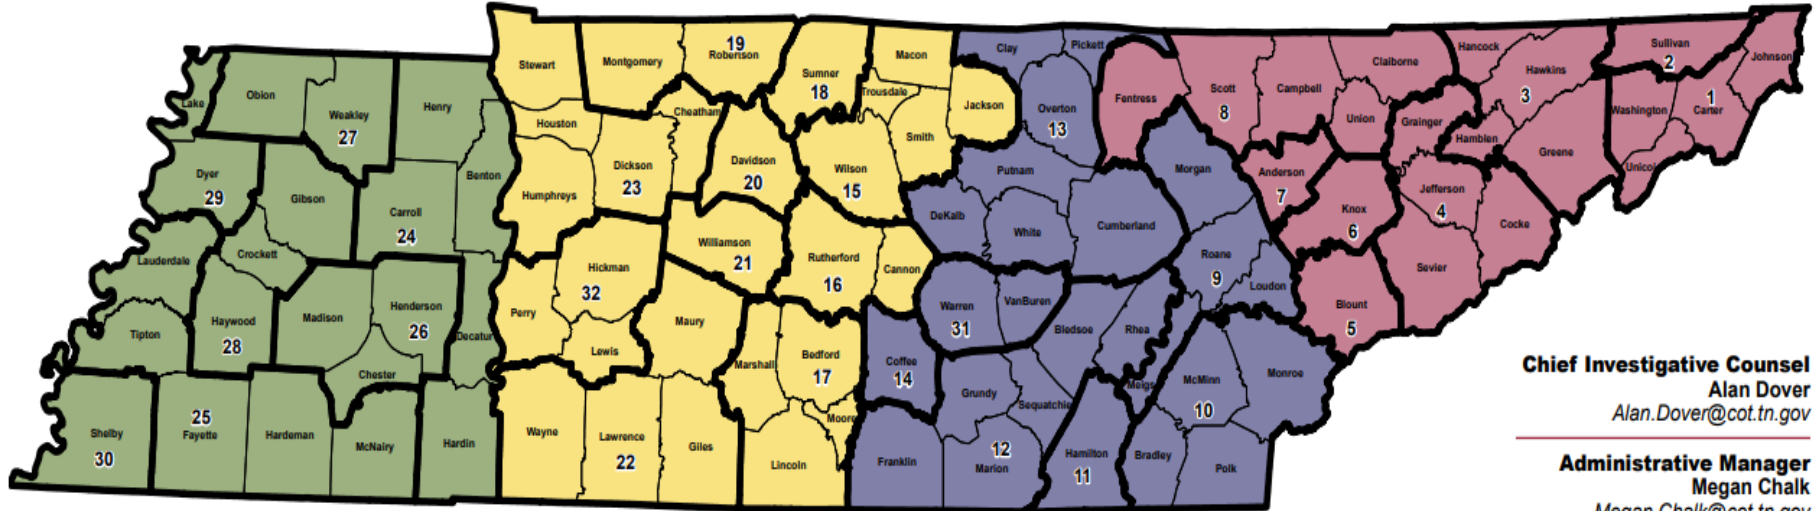 19
Robertson
Stewart
Montgomery
Sumner
18
Macon
Clay
Pickett
Hancock
Sullivan
2
Johnson
Claiborne
Hawkins
3
Lake
Obion
Henry
Weakley
27
Cheatham
Trousdale
Jackson
Overton
13
Fentress
Scott
8
Campbell
Union
Grainger
Hamblen
Washington
1
Carter
Houston
Smith
Greene
Unicoi
Dyer
29
Gibson
Benton
Dickson
23
Davidson
20
Wilson
15
Putnam
Morgan
Anderson
7
Humphreys
Carroll
24
DeKalb
White
Cumberland
Knox
6
Jefferson
4
Cocke
Lauderdale
Crockett
Williamson
21
Rutherford
16
Cannon
Roane
9
Loudon
Sevier
Hickman
32
Perry
Tipton
Haywood
28
Madison
Henderson
26
Decatur
Maury
Warren
31
VanBuren
Bledsoe
Rhea
Blount
5
Chester
Lewis
Marshall
Bedford
17
Coffee
14
Grundy
Sequatchie
Meigs
McMinn
10
Monroe
Shelby
30
25
Fayette
Hardeman
McNairy
Hardin
Wayne
Lawrence
22
Giles
Lincoln
Moore
Franklin
12
Marion
Hamilton
11
Bradley
Polk
Chief Investigative Counsel
Alan Dover
Alan.Dover@cot.tn.gov
Administrative Manager
Megan Chalk
Megan.Chalk@cot.tn.gov